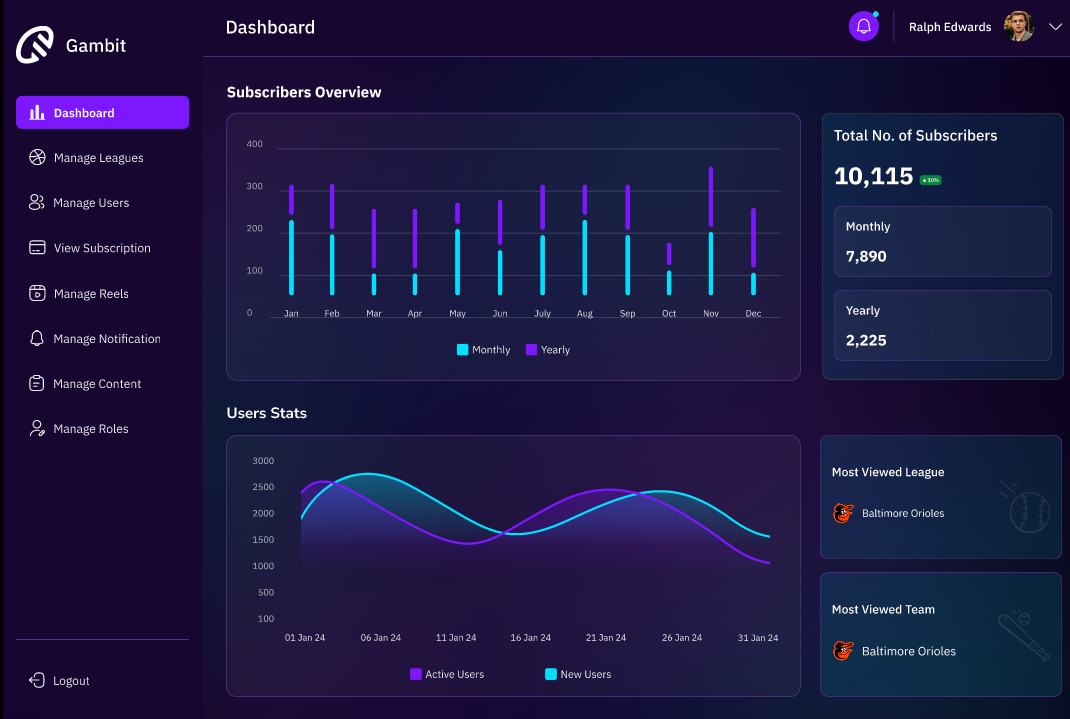 Gambit
Dashboard
Manage Leagues
Manage Users
View Subscription
Manage Reels
Manage Notification
Manage Content
Manage Roles
Logout
Dashboard
Ralph Edwards
Subscribers Overview
400
300
200
100
0
Jan Feb Mar Apr May Jun July Aug Sep Oct Nov Dec
Monthly Yearly
Total No. of Subscribers
10,115 10%
Monthly
7,890
Yearly
2,225
Users Stats
3000
2500
2000
1500
1000
500
100
01 Jan 24 06 Jan 24 11 Jan 24 16 Jan 24 21 Jan 24 26 Jan 24 31 Jan 24
Active Users New Users
Most Viewed League
Baltimore Orioles
Most Viewed Team
Baltimore Orioles